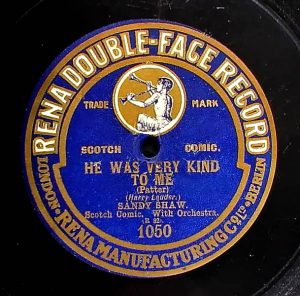 RENA DOUBLE-FACE RECORD
TRADE MARK
SCOTCH COMIC.
HE WAS VERY KIND
TO ME
(Patter)
(Harry Lauder.)
SANDY SHAW.
Scotch Comic, With Orchestra.
1050
LONDON-RENA MANUFACTURING Co LTD-BERLIN